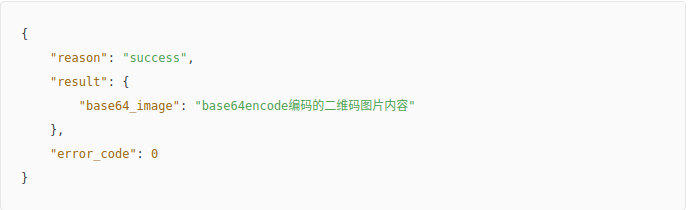 {
    "reason": "success",
    "result": {
        "base64_image": "base64encode编码的二维码图片内容"
    },
    "error_code": 0
}